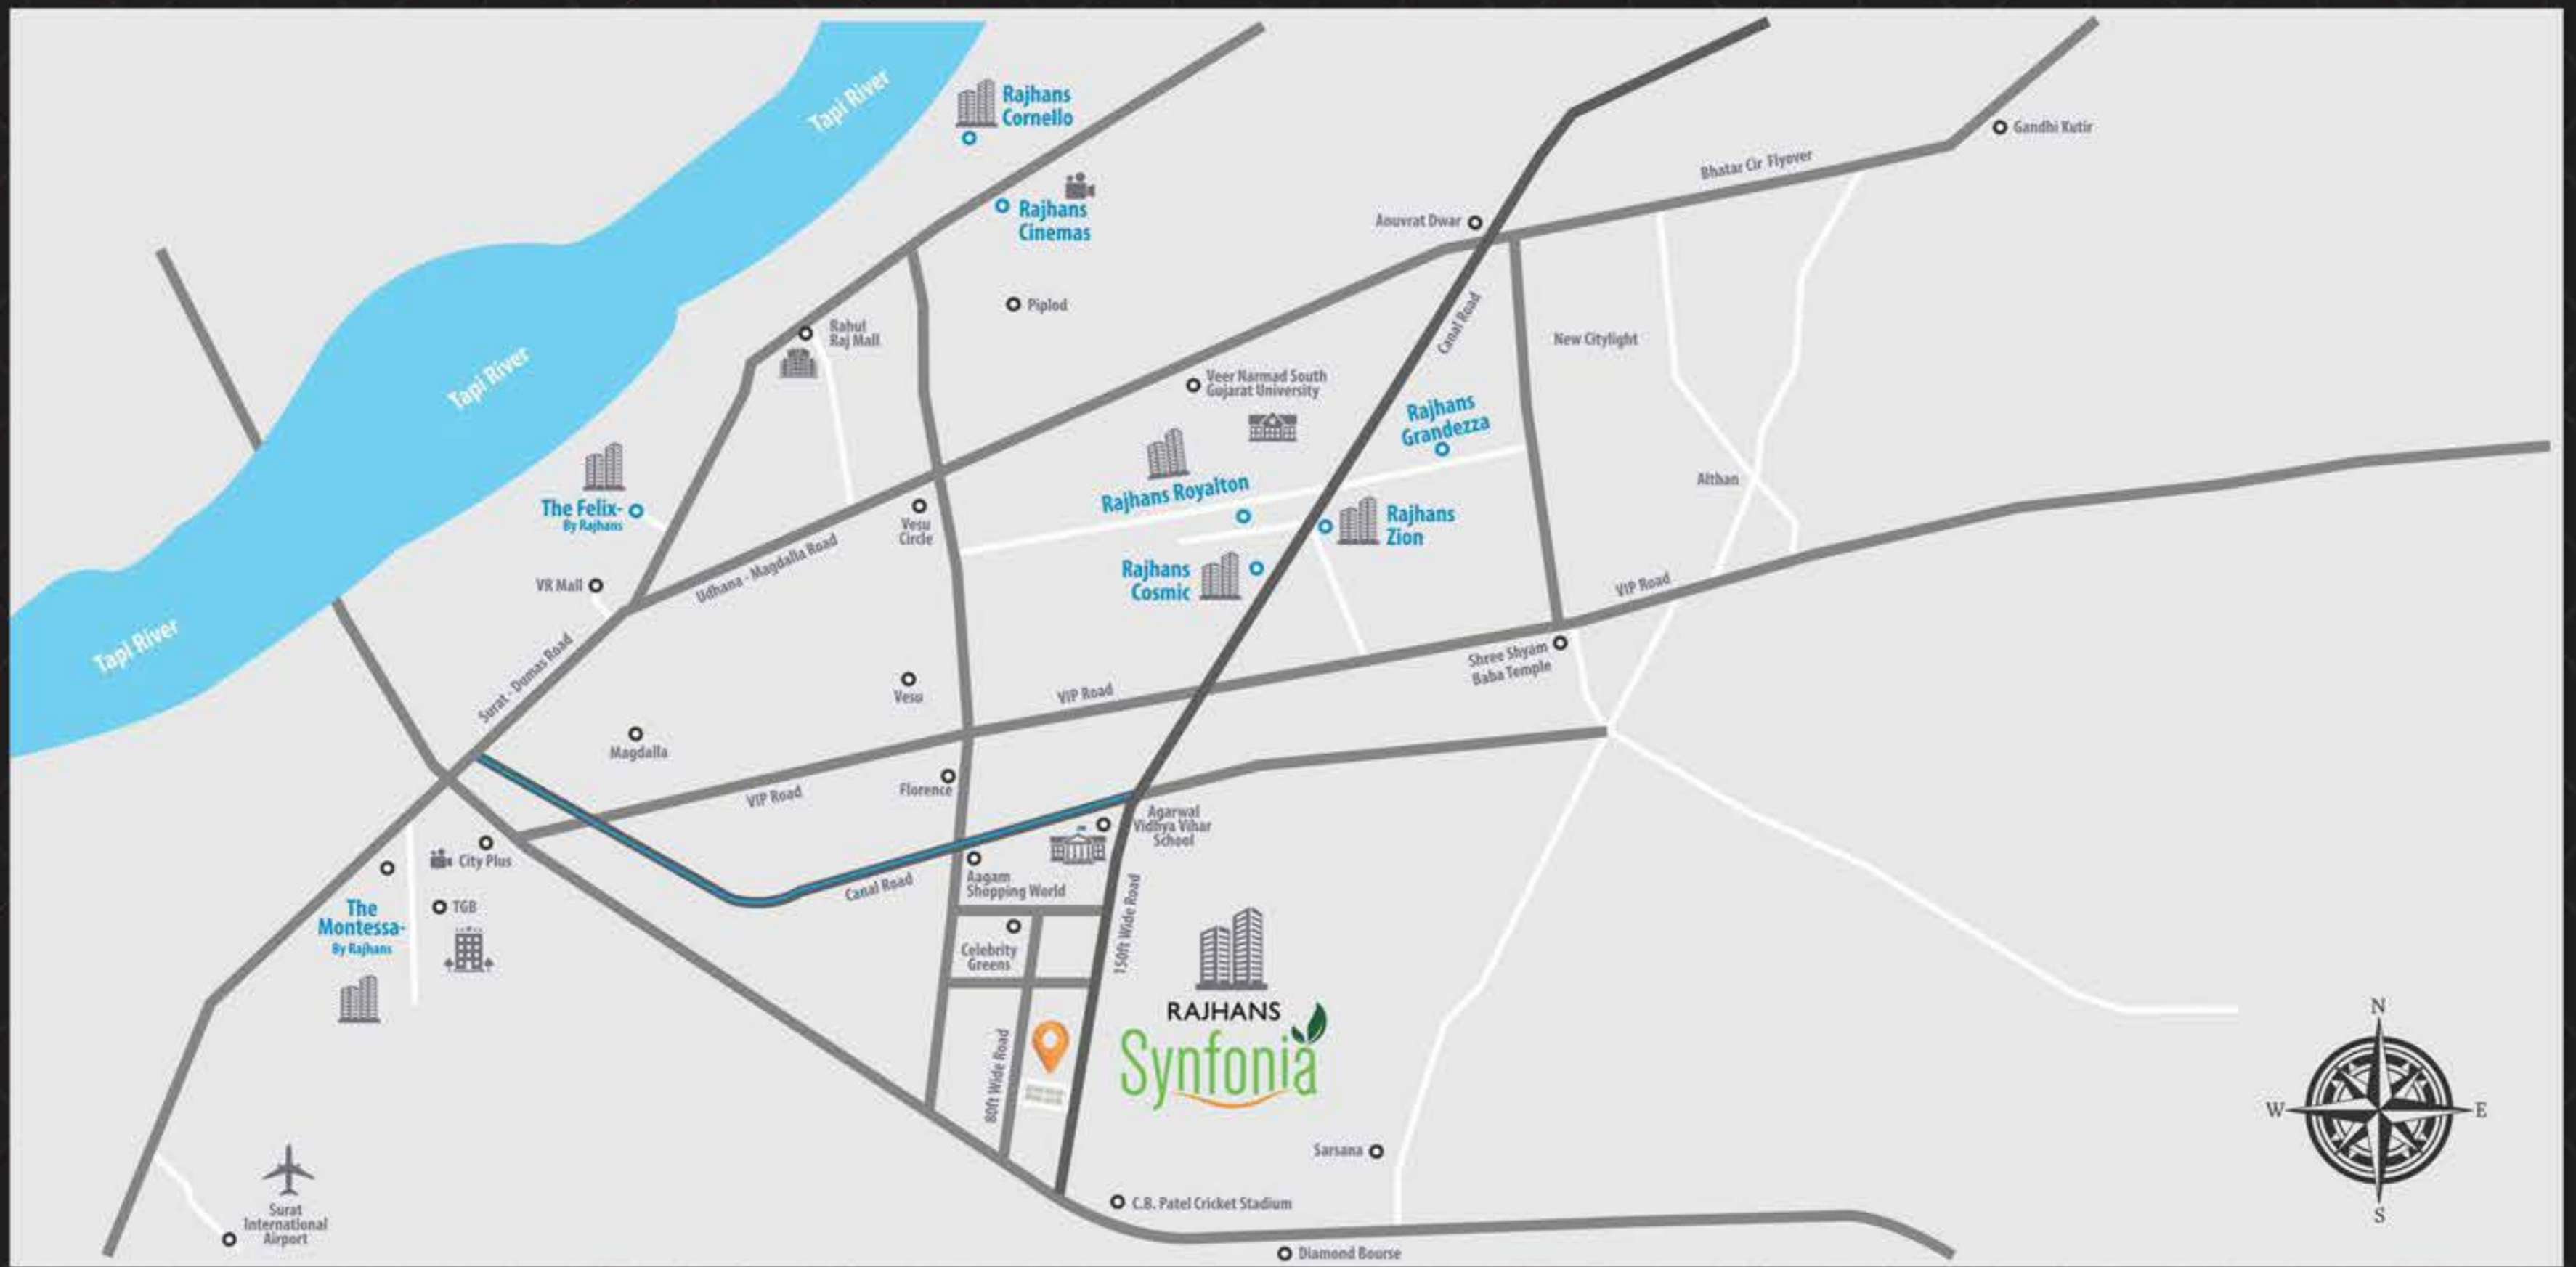 Tapi River
Rajhans
Cornello
Gandhi Kutir
Bhatar Cir Flyover
Rajhans
Cinemas
Anuvrat Dwar
Piplod
Canal Road
Rahul
Raj Mall
New Citylight
Tapi River
Veer Narmad South
Gujarat University
Rajhans
Grandezza
Althan
Rajhans Royalton
The Felix-
By Rajhans
Vesu
Circle
Rajhans
Zion
Udhana - Magdalla Road
Rajhans
Cosmic
VR Mall
VIP Road
Tapi River
Surat - Dumas Road
Shree Shyam
Baba Temple
Vesu
VIP Road
Magdalla
Florence
VIP Road
Agarwal
Vidhya Vihar
School
City Plus
Aagam
Shopping World
Canal Road
The
Montessa-
By Rajhans
TGB
150ft Wide Road
Celebrity
Greens
RAJHANS
Synfonia
80ft Wide Road
N
W
E
S
Sarsana
C.B. Patel Cricket Stadium
Surat
International
Airport
Diamond Bourse